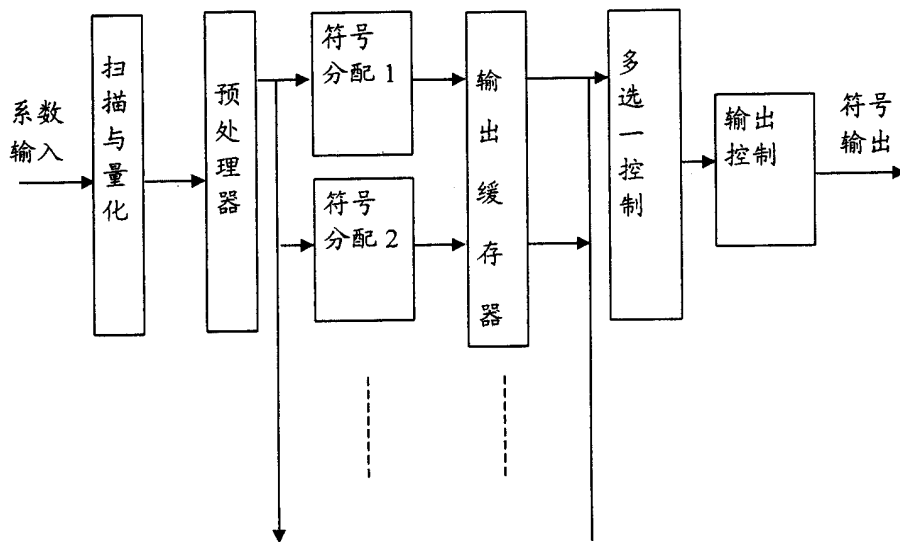 系数
输入
扫描与量化
预处理器
符号
分配 1
符号
分配 2
输出缓存器
多选一控制
输出
控制
符号
输出